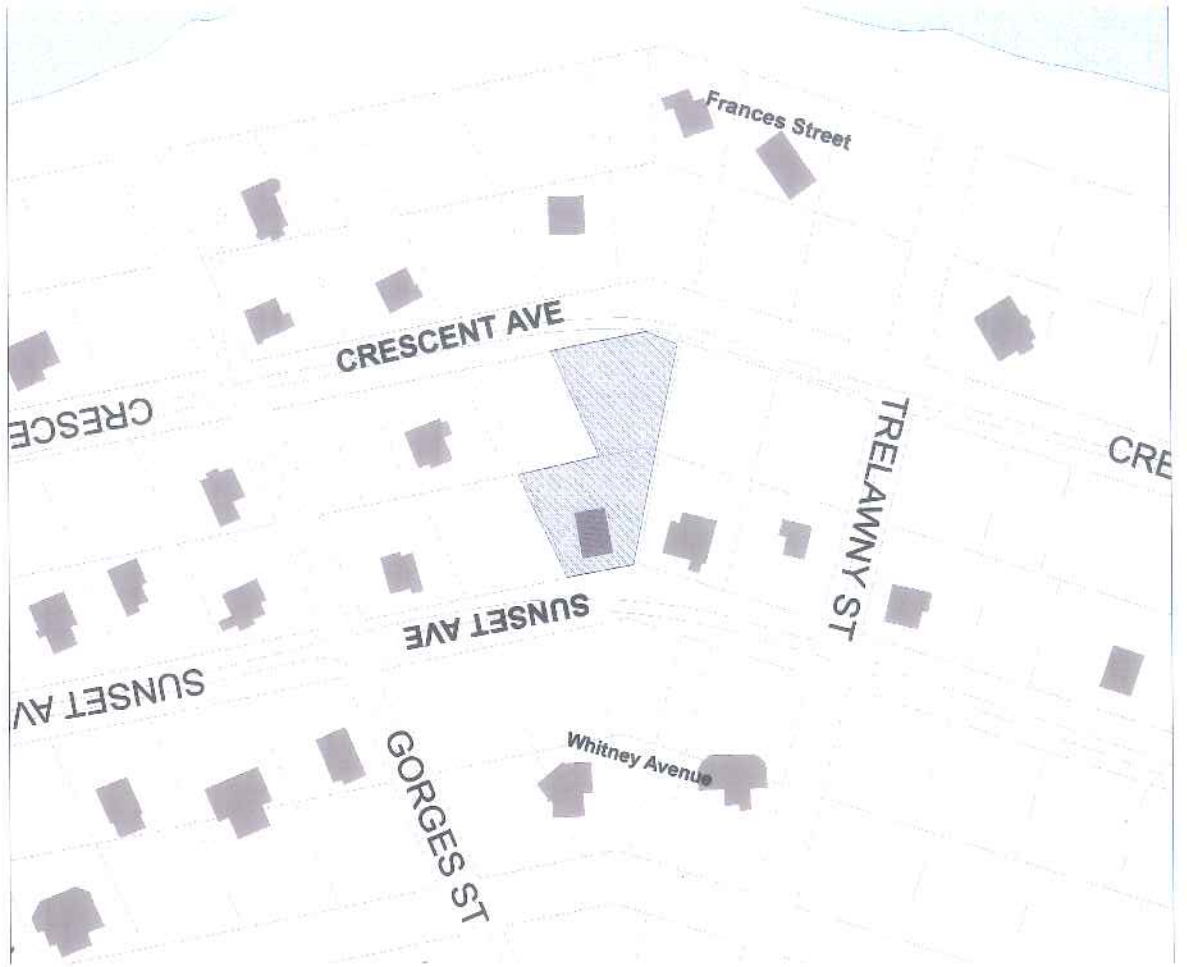 Frances Street
CRESCENT AVE
CRESCE
TRELAWNY ST
CRE
SUNSET AVE
SUNSET AV
Whitney Avenue
GORGES ST